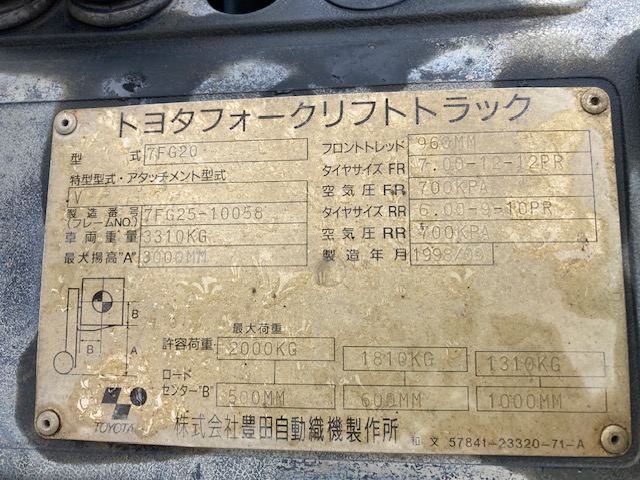 トヨタフォークリフトトラック
型式 7FG20
特型型式・アタッチメント型式
V
製造番号 (フレームNO.) 7FG25-10058
車両重量 3310KG
最大揚高"A" 3000MM
フロントトレッド 960MM
タイヤサイズ FR 7.00-12-12PR
空気圧 FR 700KPA
タイヤサイズ RR 6.00-9-10PR
空気圧 RR 700KPA
製造年月 1998/09
B
B
A
最大荷重
許容荷重 2000KG 1810KG 1310KG
ロードセンター"B" 500MM 600MM 1000MM
TOYOTA 株式会社豊田自動織機製作所 和文 57841-23320-71-A